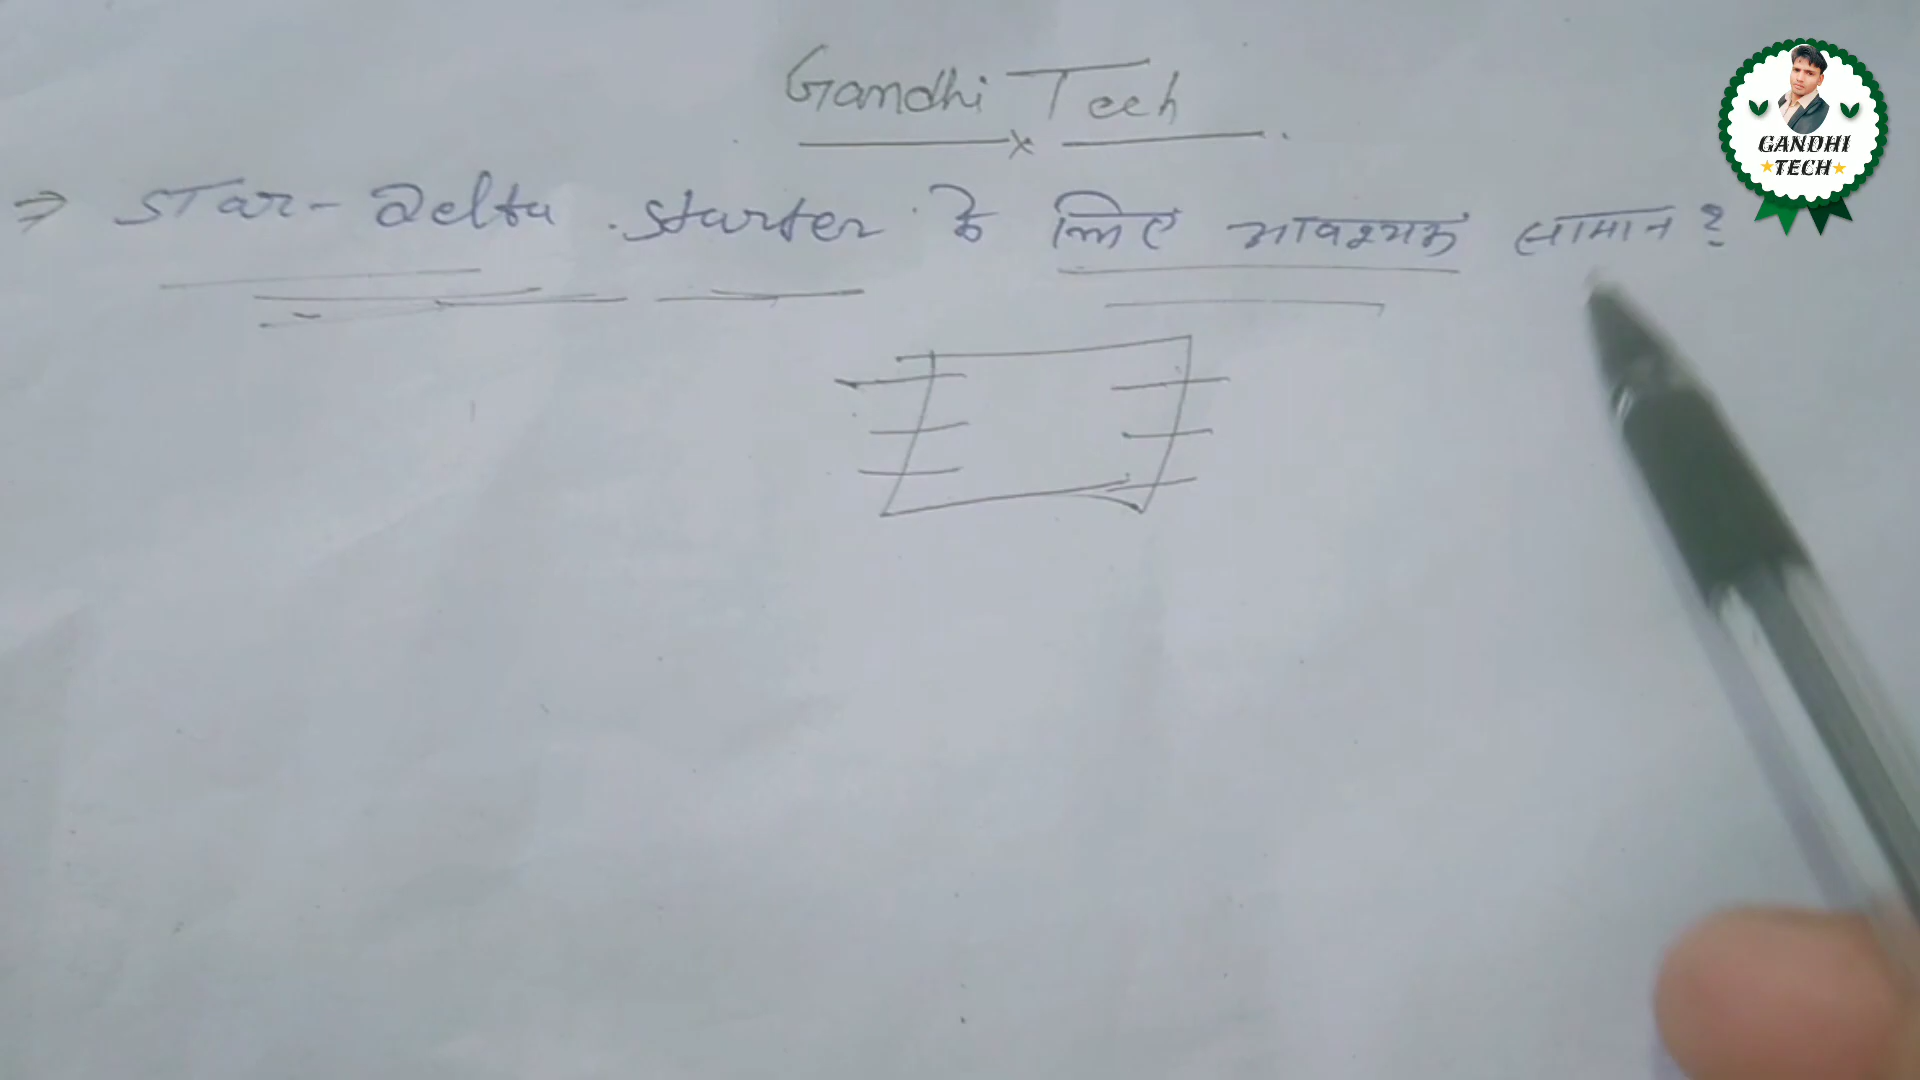 Gandhi Tech
⇒ Star-Delta starter के लिए आवश्यक सामान ?
GANDHI
TECH